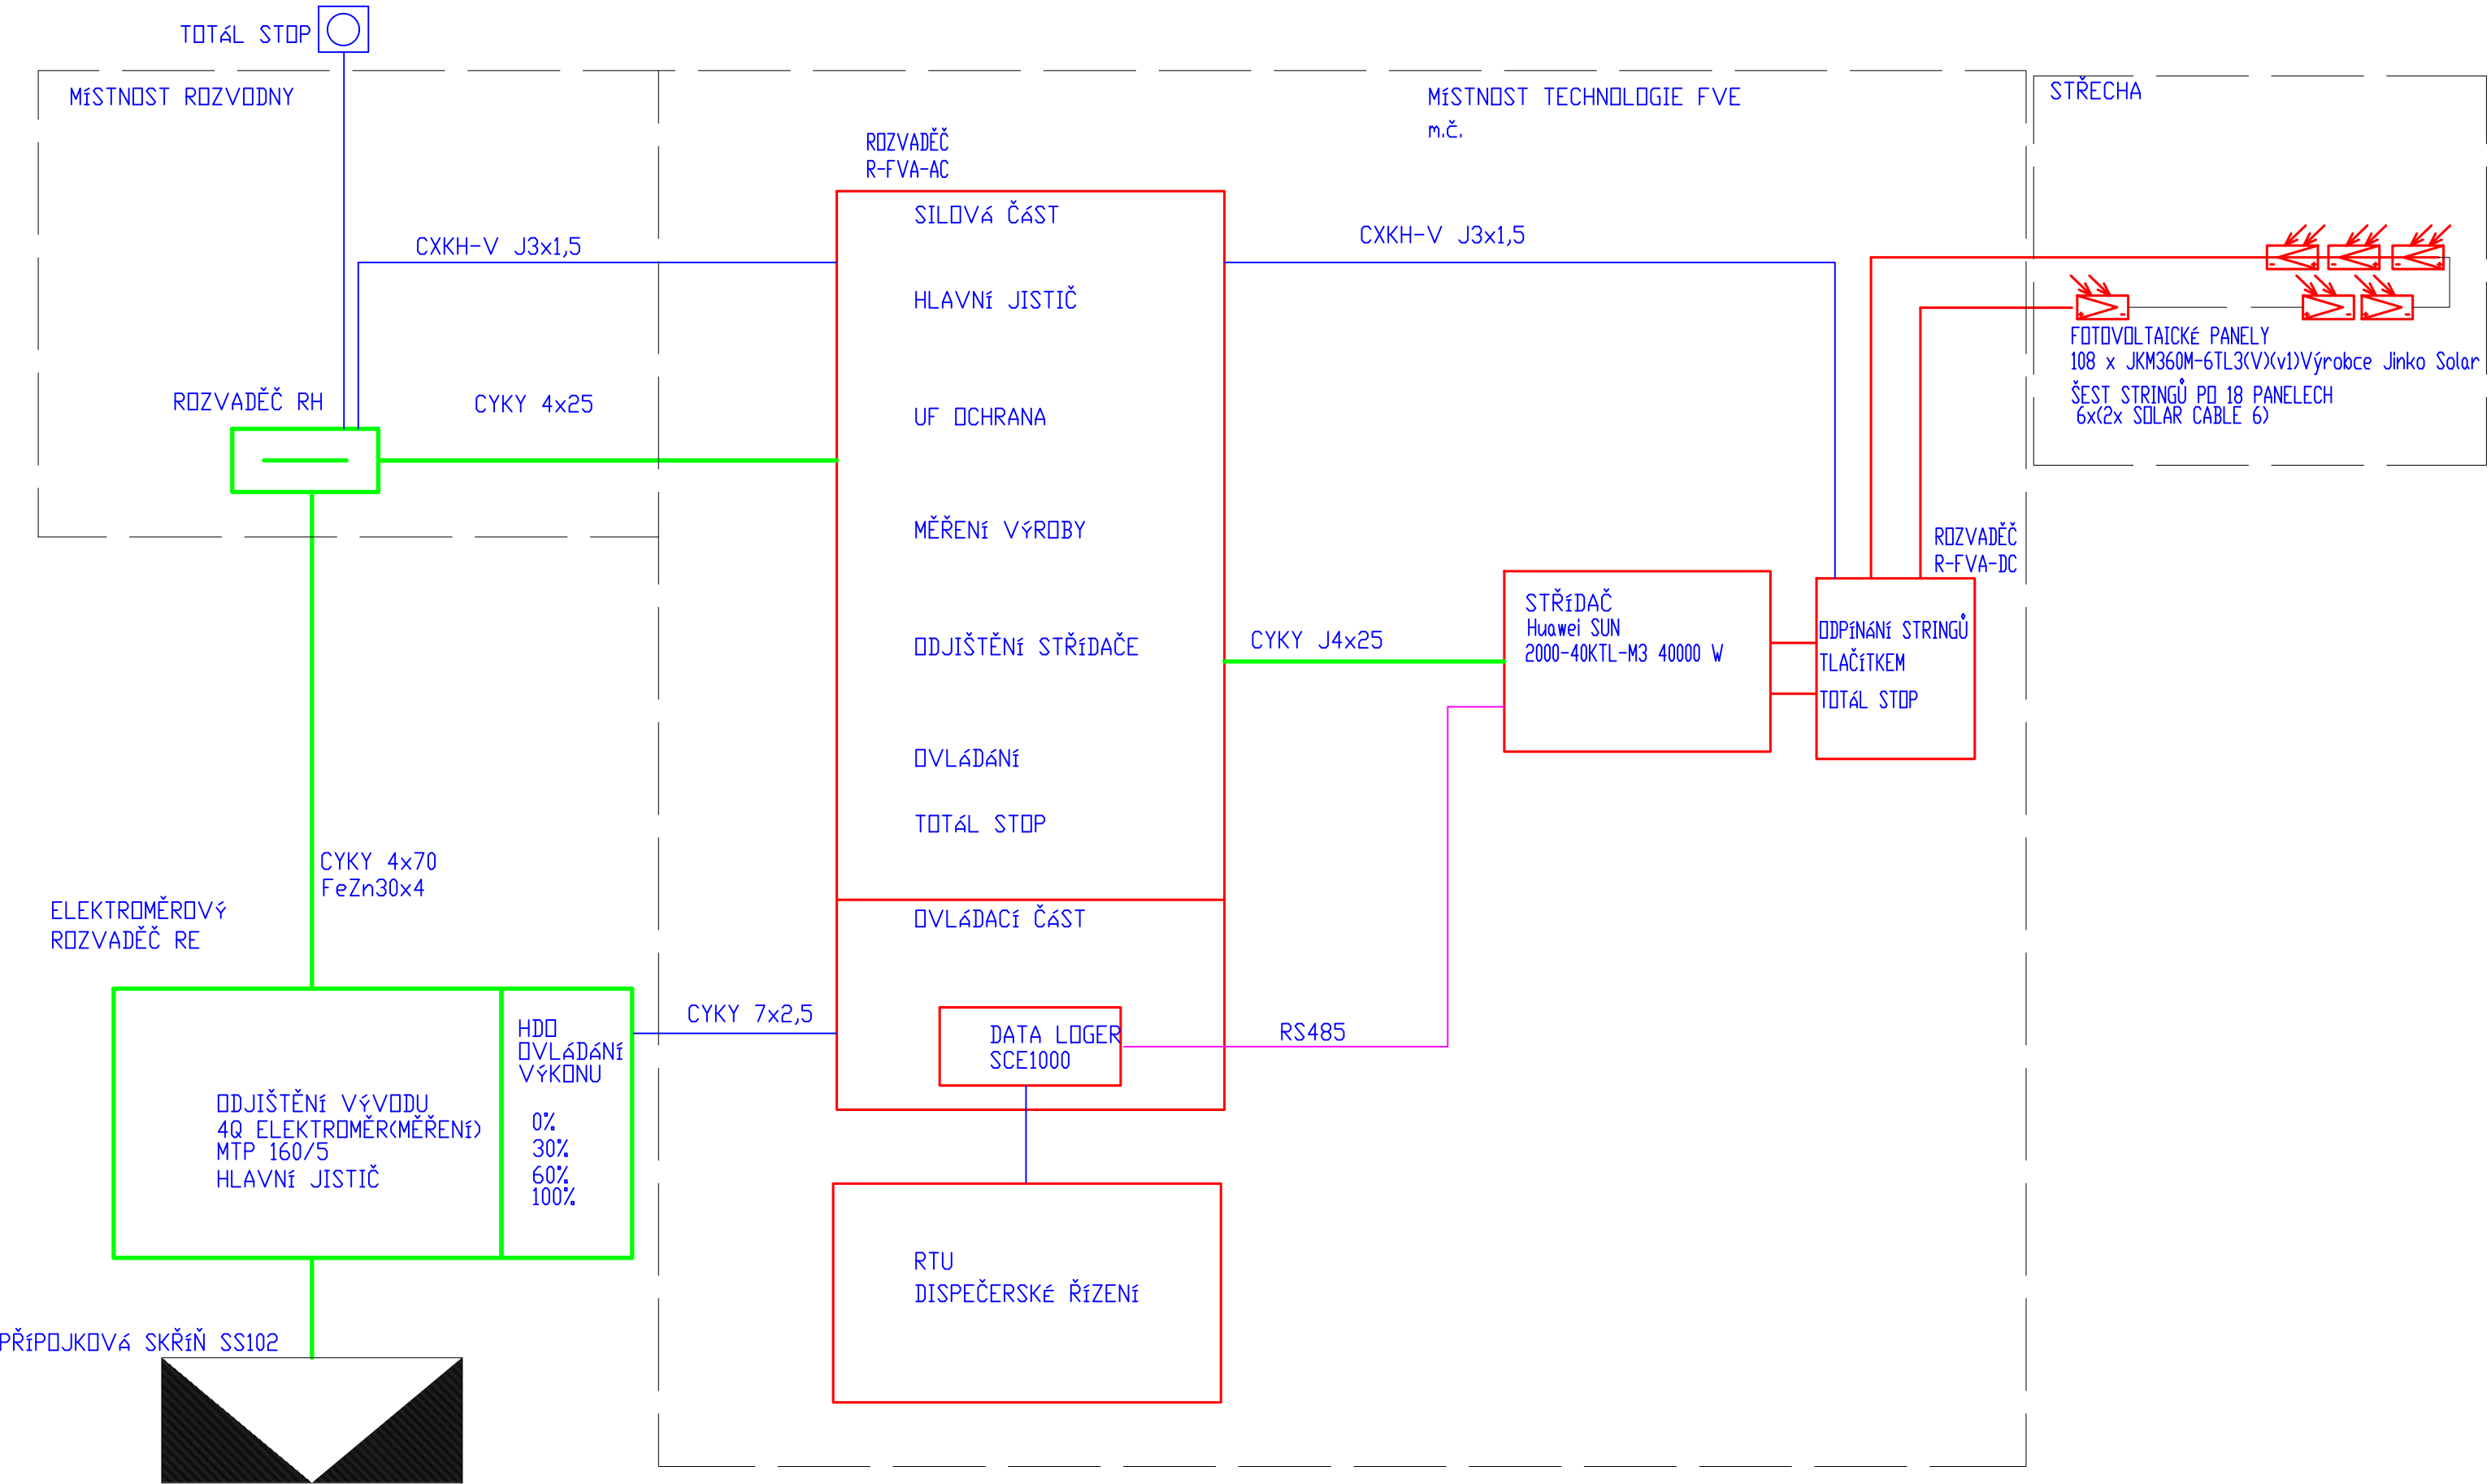 TOTÁL STOP
MÍSTNOST ROZVODNY
CXKH-V J3x1,5
ROZVADĚČ RH
CYKY 4x25
CYKY 4x70
FeZn30x4
ELEKTROMĚROVÝ
ROZVADĚČ RE
ODJIŠTĚNÍ VÝVODU
4Q ELEKTROMĚR(MĚŘENÍ)
MTP 160/5
HLAVNÍ JISTIČ
HDO
OVLÁDÁNÍ
VÝKONU
0%
30%
60%
100%
PŘÍPOJKOVÁ SKŘÍŇ SS102
CYKY 7x2,5
MÍSTNOST TECHNOLOGIE FVE
m.č.
ROZVADĚČ
R-FVA-AC
SILOVÁ ČÁST
HLAVNÍ JISTIČ
UF OCHRANA
MĚŘENÍ VÝROBY
ODJIŠTĚNÍ STŘÍDAČE
OVLÁDÁNÍ
TOTÁL STOP
OVLÁDACÍ ČÁST
DATA LOGER
SCE1000
RTU
DISPEČERSKÉ ŘÍZENÍ
CXKH-V J3x1,5
CYKY J4x25
RS485
STŘÍDAČ
Huawei SUN
2000-40KTL-M3 40000 W
ROZVADĚČ
R-FVA-DC
ODPÍNÁNÍ STRINGŮ
TLAČÍTKEM
TOTÁL STOP
STŘECHA
FOTOVOLTAICKÉ PANELY
108 x JKM360M-6TL3(V)(v1)Výrobce Jinko Solar
ŠEST STRINGŮ PO 18 PANELECH
6x(2x SOLAR CABLE 6)